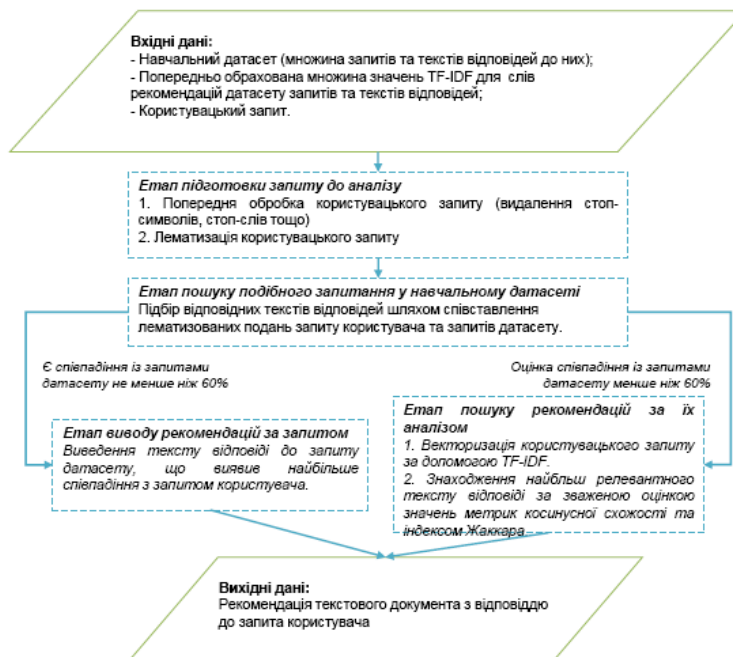 Вхідні дані:
- Навчальний датасет (множина запитів та текстів відповідей до них);
- Попередньо обрахована множина значень TF-IDF для слів
рекомендацій датасету запитів та текстів відповідей;
- Користувацький запит.
Етап підготовки запиту до аналізу
1. Попередня обробка користувацького запиту (видалення стоп-
символів, стоп-слів тощо)
2. Лематизація користувацького запиту
Етап пошуку подібного запитання у навчальному датасеті
Підбір відповідних текстів відповідей шляхом співставлення
лематизованих подань запиту користувача та запитів датасету.
Є співпадіння із запитами
датасету не менше ніж 60%
Оцінка співпадіння із запитами
датасету менше ніж 60%
Етап виводу рекомендацій за запитом
Виведення тексту відповіді до запиту
датасету, що виявив найбільше
співпадіння з запитом користувача.
Етап пошуку рекомендацій за їх
аналізом
1. Векторизація користувацького запиту
за допомогою TF-IDF.
2. Знаходження найбільш релевантного
тексту відповіді за зваженою оцінкою
значень метрик косинусної схожості та
індексом Жаккара
Вихідні дані:
Рекомендація текстового документа з відповіддю
до запита користувача